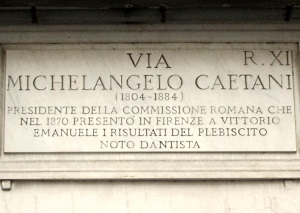 VIA R. XI
MICHELANGELO CAETANI
(1804-1884)
PRESIDENTE DELLA COMMISSIONE ROMANA CHE
NEL 1870 PRESENTÒ IN FIRENZE A VITTORIO
EMANUELE I RISULTATI DEL PLEBISCITO
NOTO DANTISTA